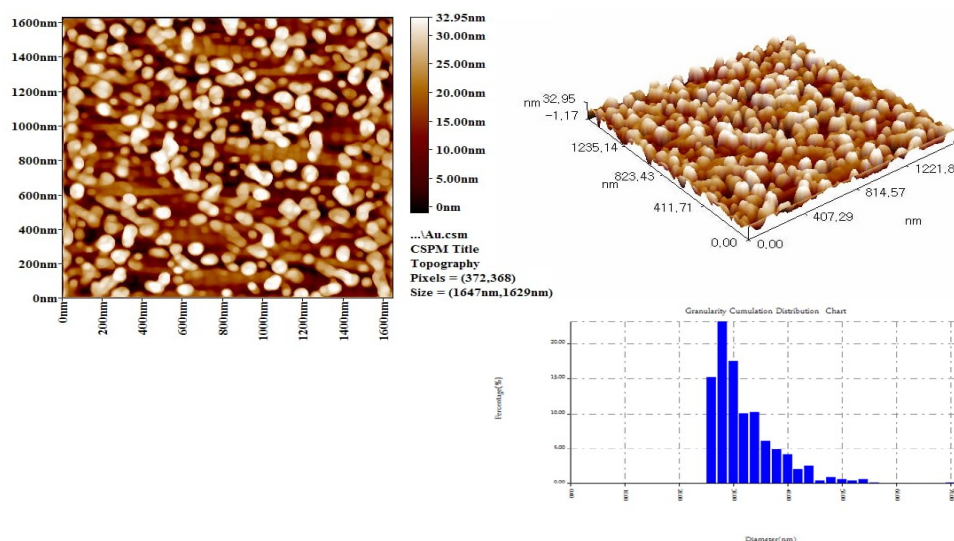 1600nm
1400nm
1200nm
1000nm
800nm
600nm
400nm
200nm
0nm
0nm
200nm
400nm
600nm
800nm
1000nm
1200nm
1400nm
1600nm
32.95nm
30.00nm
25.00nm
20.00nm
15.00nm
10.00nm
5.00nm
0nm
...\Au.csm
CSPM Title
Topography
Pixels = (372,368)
Size = (1647nm,1629nm)
nm 32,95
-1,17
1235,14
823,43
nm
411,71
0,00
0,00
407,29
814,57
1221,8
nm
Granularity Cumulation Distribution Chart
Percentage(%)
20.00
15.00
10.00
5.00
0.00
Diameter(nm)